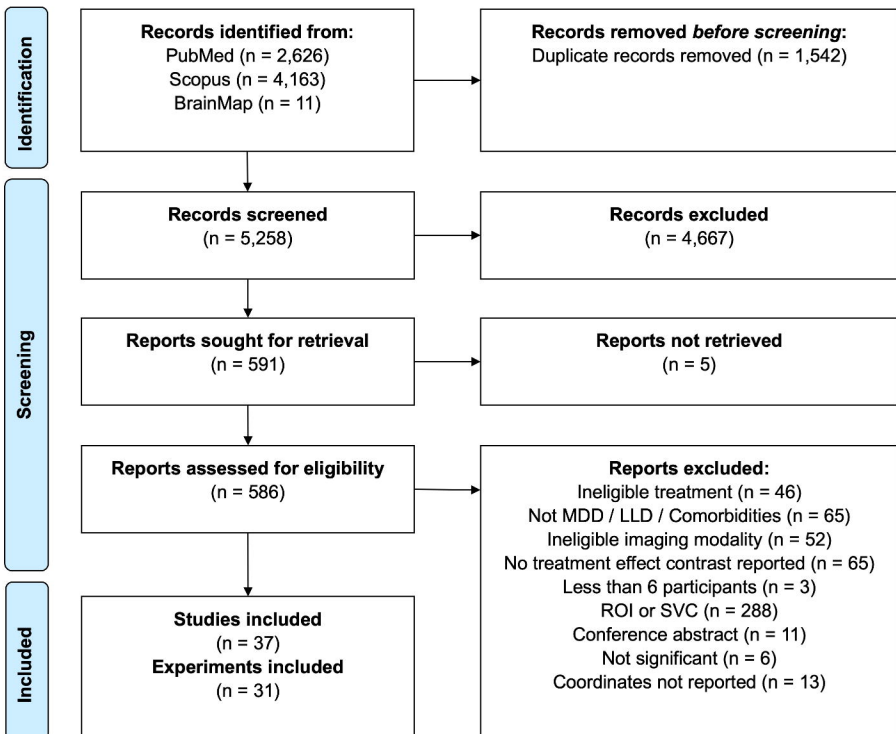 Identification
Records identified from:
PubMed (n = 2,626)
Scopus (n = 4,163)
BrainMap (n = 11)
Records removed before screening:
Duplicate records removed (n = 1,542)
Screening
Records screened
(n = 5,258)
Records excluded
(n = 4,667)
Reports sought for retrieval
(n = 591)
Reports not retrieved
(n = 5)
Reports assessed for eligibility
(n = 586)
Reports excluded:
Ineligible treatment (n = 46)
Not MDD / LLD / Comorbidities (n = 65)
Ineligible imaging modality (n = 52)
No treatment effect contrast reported (n = 65)
Less than 6 participants (n = 3)
ROI or SVC (n = 288)
Conference abstract (n = 11)
Not significant (n = 6)
Coordinates not reported (n = 13)
Included
Studies included
(n = 37)
Experiments included
(n = 31)